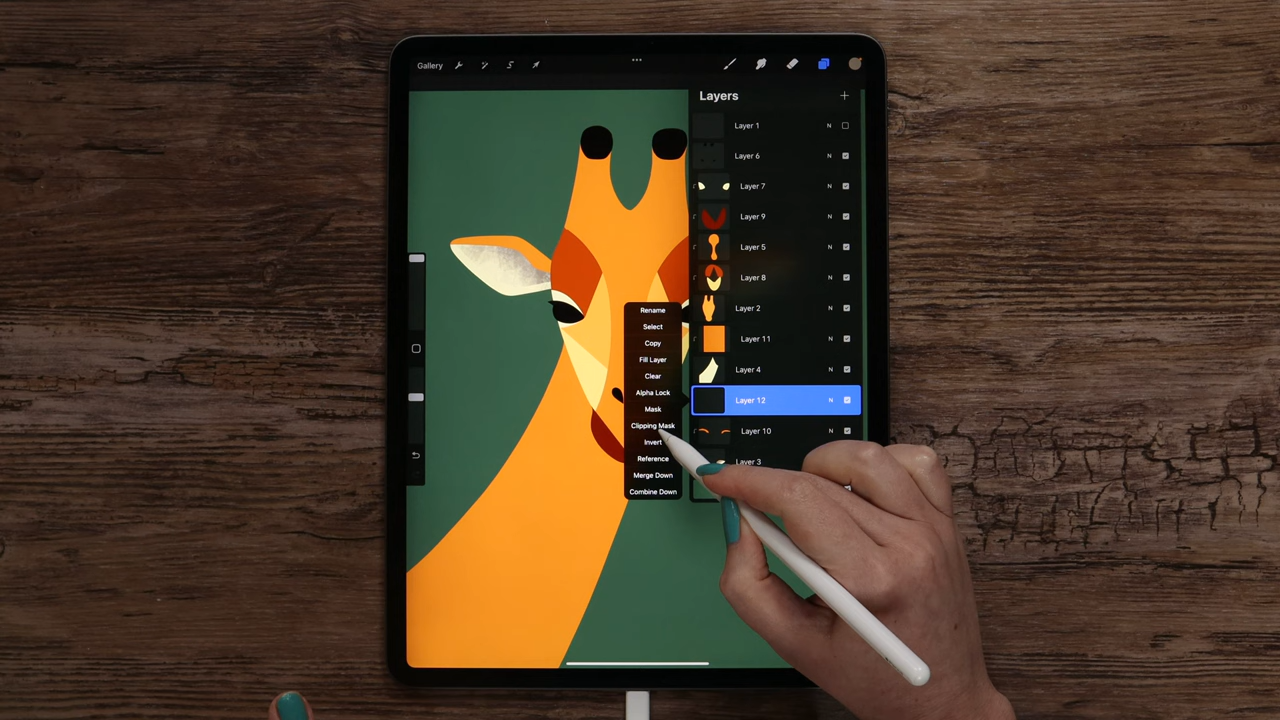 Gallery
Layers
Layer 1 N
Layer 6 N
Layer 7 N
Layer 9 N
Layer 5 N
Layer 8 N
Layer 2 N
Layer 11 N
Layer 4 N
Layer 12 N
Layer 10 N
Layer 3
Rename
Select
Copy
Fill Layer
Clear
Alpha Lock
Mask
Clipping Mask
Invert
Reference
Merge Down
Combine Down